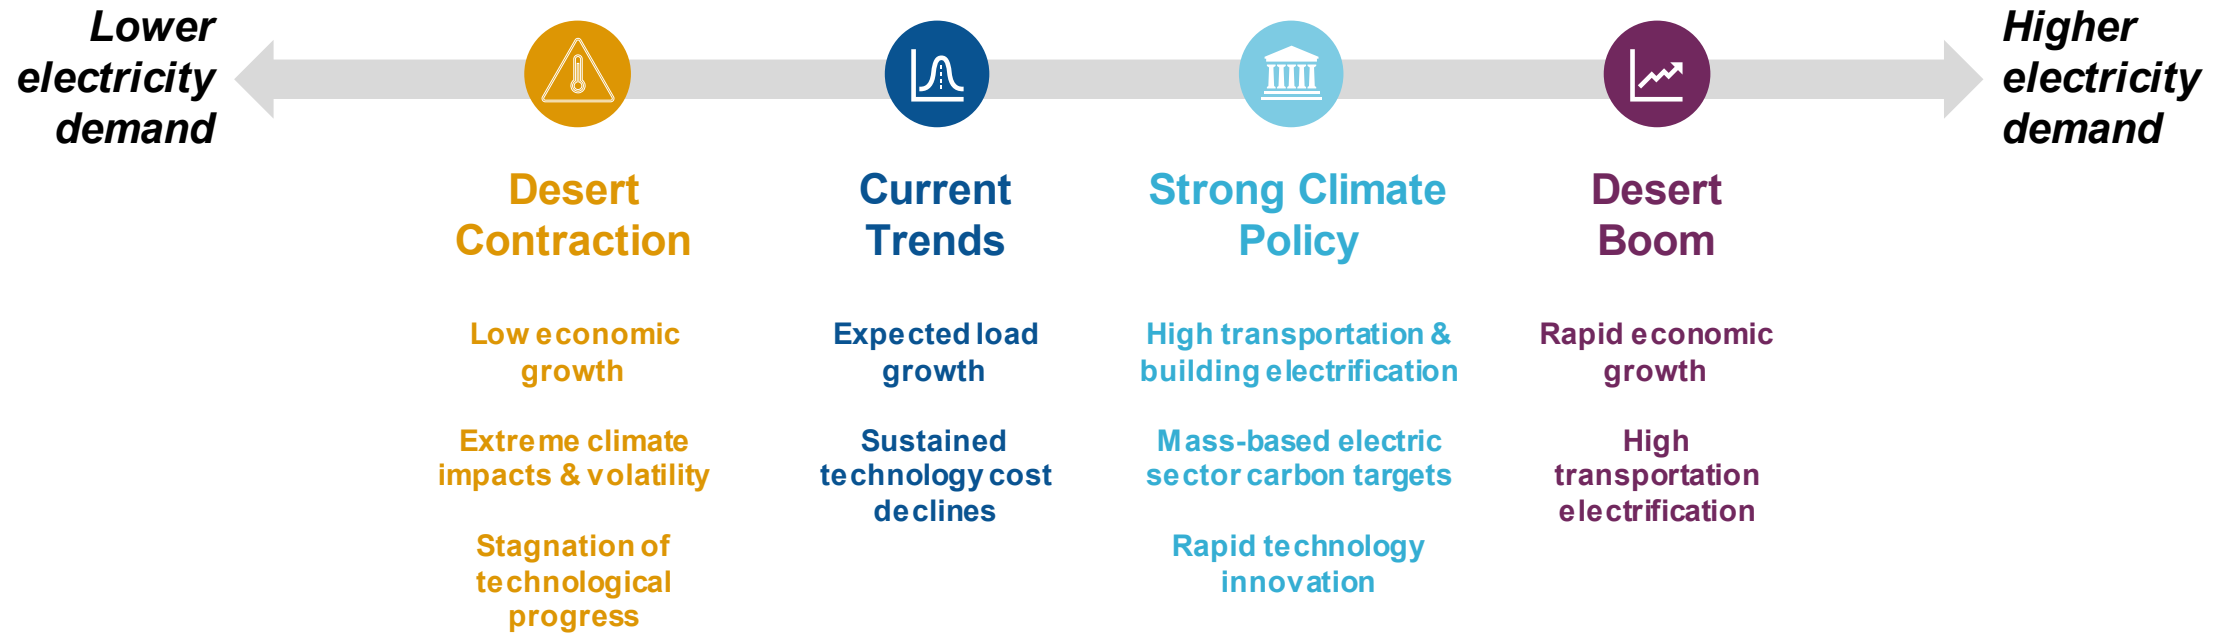 Lower
electricity
demand
Higher
electricity
demand
Desert
Contraction
Low economic
growth
Extreme climate
impacts & volatility
Stagnation of
technological
progress
Current
Trends
Expected load
growth
Sustained
technology cost
declines
Strong Climate
Policy
High transportation &
building electrification
Mass-based electric
sector carbon targets
Rapid technology
innovation
Desert
Boom
Rapid economic
growth
High
transportation
electrification